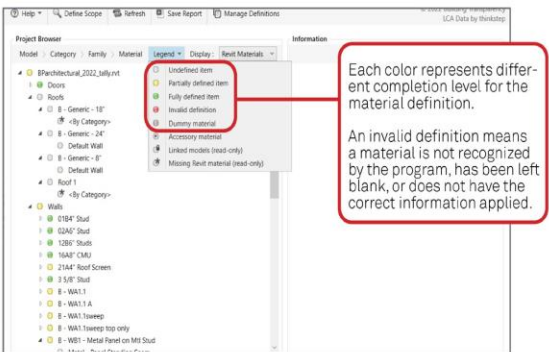 Help Define Scope Refresh Save Report Manage Definitions
© 2022 Building Transparency
LCA Data by thinkstep
Project Browser
Information
Model > Category > Family > Material Legend Display: Revit Materials
Undefined item
Partially defined item
Fully defined item
Invalid definition
Dummy material
Accessory material
Linked models (read-only)
Missing Revit material (read-only)
BParchitectural_2022_tally.rvt
Doors
Roofs
B - Generic - 18"
<By Category>
B - Generic - 24"
Default Wall
B - Generic - 8"
Default Wall
Roof 1
<By Category>
Walls
01B4" Stud
02A6" Stud
12B6" Studs
16A8" CMU
21A4" Roof Screen
3 5/8" Stud
B - WA1.1
B - WA1.1 A
B - WA1.1sweep
B - WA1.1sweep top only
B - WB1 - Metal Panel on Mtl Stud
Metal - Panel Standing Seam
Each color represents differ-
ent completion level for the
material definition.
An invalid definition means
a material is not recognized
by the program, has been left
blank, or does not have the
correct information applied.